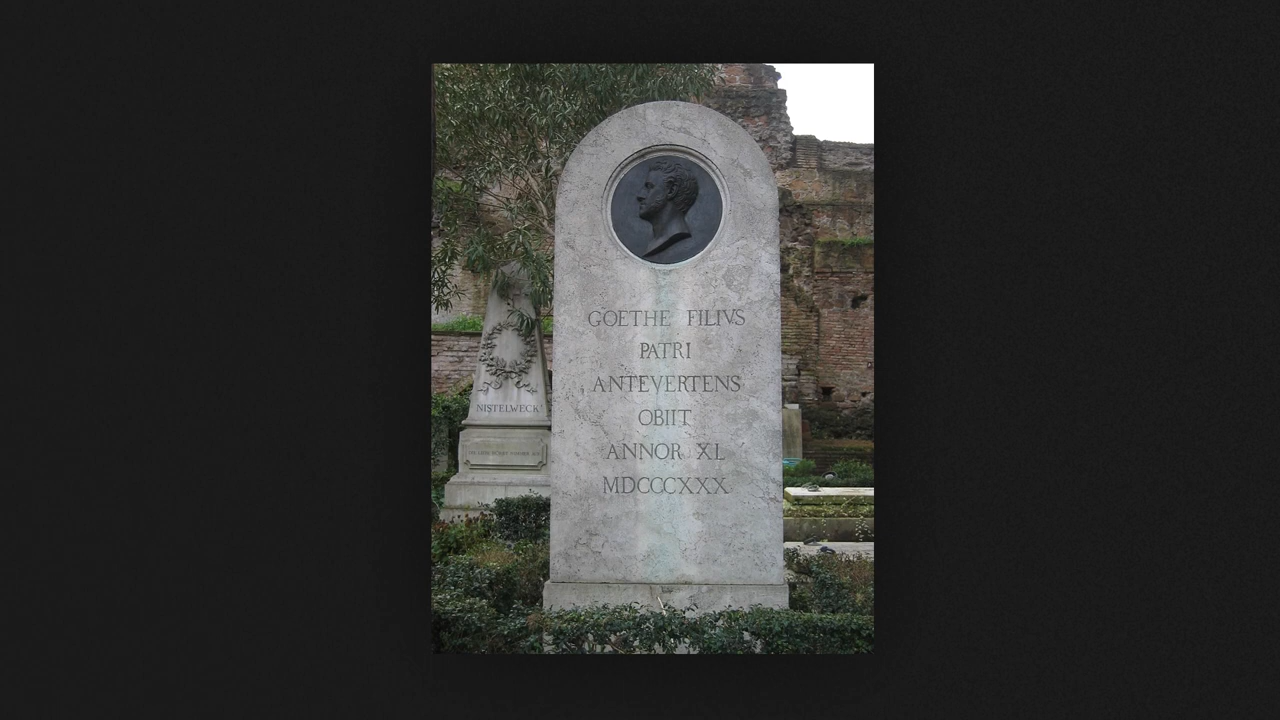 GOETHE FILIVS
PATRI
ANTEVERTENS
OBIIT
ANNOR XL
MDCCCXXX
NISTELWECK